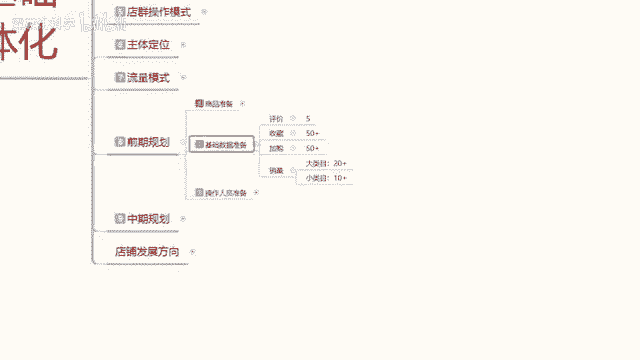 体化
店群操作模式
主体定位
流量模式
8 前期规划
商品准备
基础数据准备
评价 5
收藏 50+
加购 50+
销量
大类目：20+
小类目：10+
操作人员准备
中期规划
店铺发展方向